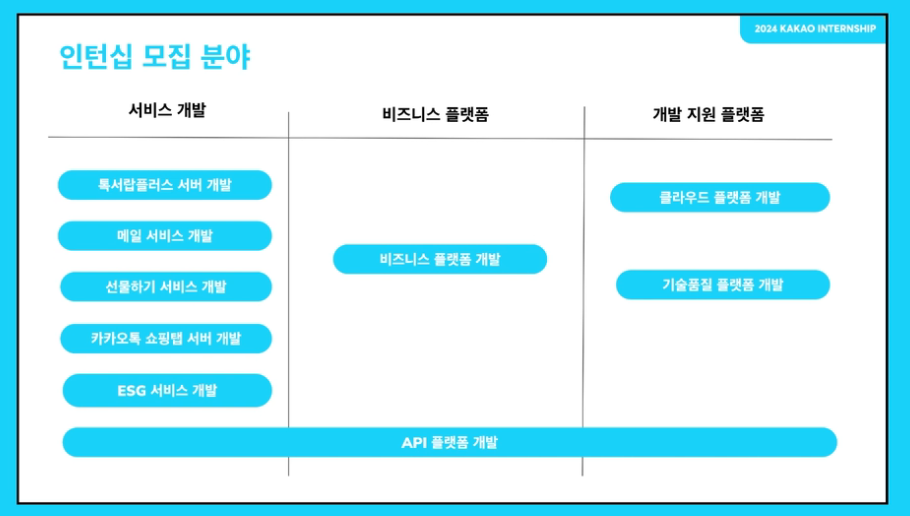 2024 KAKAO INTERNSHIP
인턴십 모집 분야
서비스 개발
비즈니스 플랫폼
개발 지원 플랫폼
톡서랍플러스 서버 개발
메일 서비스 개발
선물하기 서비스 개발
카카오톡 쇼핑탭 서버 개발
ESG 서비스 개발
비즈니스 플랫폼 개발
클라우드 플랫폼 개발
기술품질 플랫폼 개발
API 플랫폼 개발